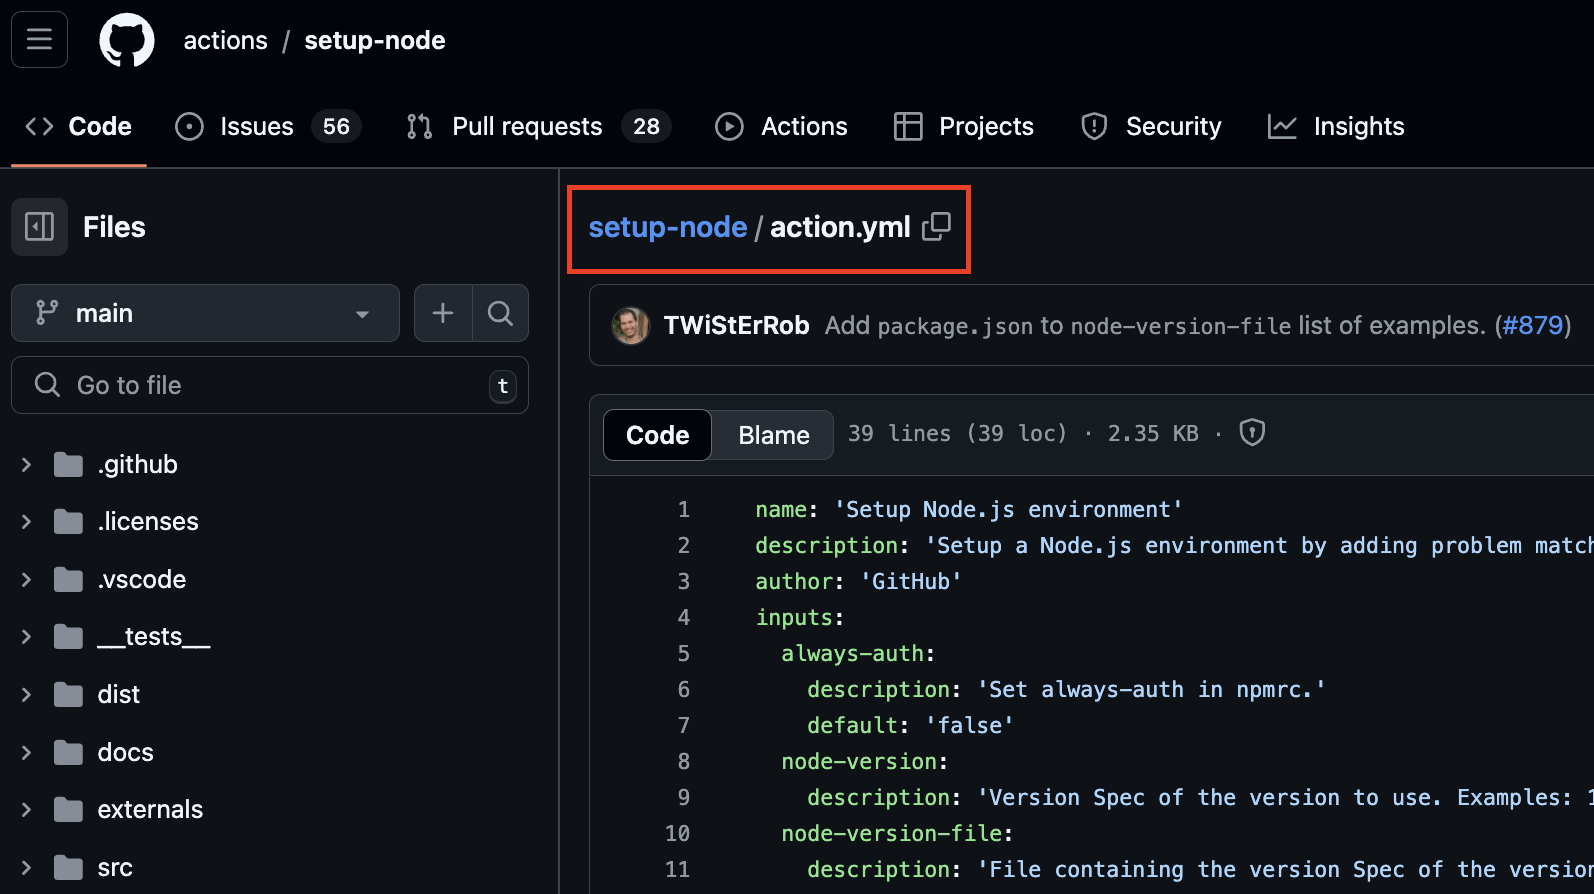 actions / setup-node
Code Issues 56 Pull requests 28 Actions Projects Security Insights
Files
main
Go to file t
.github
.licenses
.vscode
__tests__
dist
docs
externals
src
setup-node / action.yml
TWiStErRob Add package.json to node-version-file list of examples. (#879)
Code Blame 39 lines (39 loc) · 2.35 KB ·
1 name: 'Setup Node.js environment'
2 description: 'Setup a Node.js environment by adding problem match
3 author: 'GitHub'
4 inputs:
5 always-auth:
6 description: 'Set always-auth in npmrc.'
7 default: 'false'
8 node-version:
9 description: 'Version Spec of the version to use. Examples: 1
10 node-version-file:
11 description: 'File containing the version Spec of the version